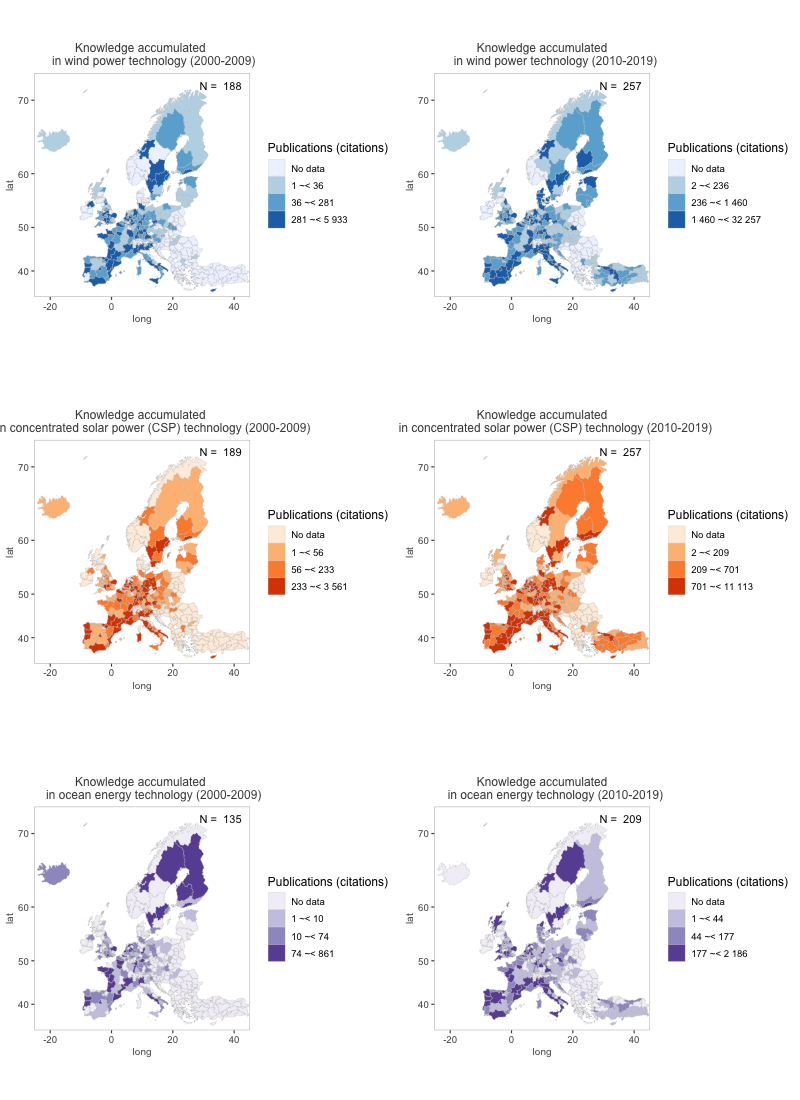 Knowledge accumulated
in wind power technology (2000-2009)
N = 188
70
60
50
40
lat
-20
0
20
40
long
Publications (citations)
No data
1 ~< 36
36 ~< 281
281 ~< 5 933
Knowledge accumulated
in wind power technology (2010-2019)
N = 257
70
60
50
40
lat
-20
0
20
40
long
Publications (citations)
No data
2 ~< 236
236 ~< 1 460
1 460 ~< 32 257
Knowledge accumulated
n concentrated solar power (CSP) technology (2000-2009)
N = 189
70
60
50
40
lat
-20
0
20
40
long
Publications (citations)
No data
1 ~< 56
56 ~< 233
233 ~< 3 561
Knowledge accumulated
in concentrated solar power (CSP) technology (2010-2019)
N = 257
70
60
50
40
lat
-20
0
20
40
long
Publications (citations)
No data
2 ~< 209
209 ~< 701
701 ~< 11 113
Knowledge accumulated
in ocean energy technology (2000-2009)
N = 135
70
60
50
40
lat
-20
0
20
40
long
Publications (citations)
No data
1 ~< 10
10 ~< 74
74 ~< 861
Knowledge accumulated
in ocean energy technology (2010-2019)
N = 209
70
60
50
40
lat
-20
0
20
40
long
Publications (citations)
No data
1 ~< 44
44 ~< 177
177 ~< 2 186